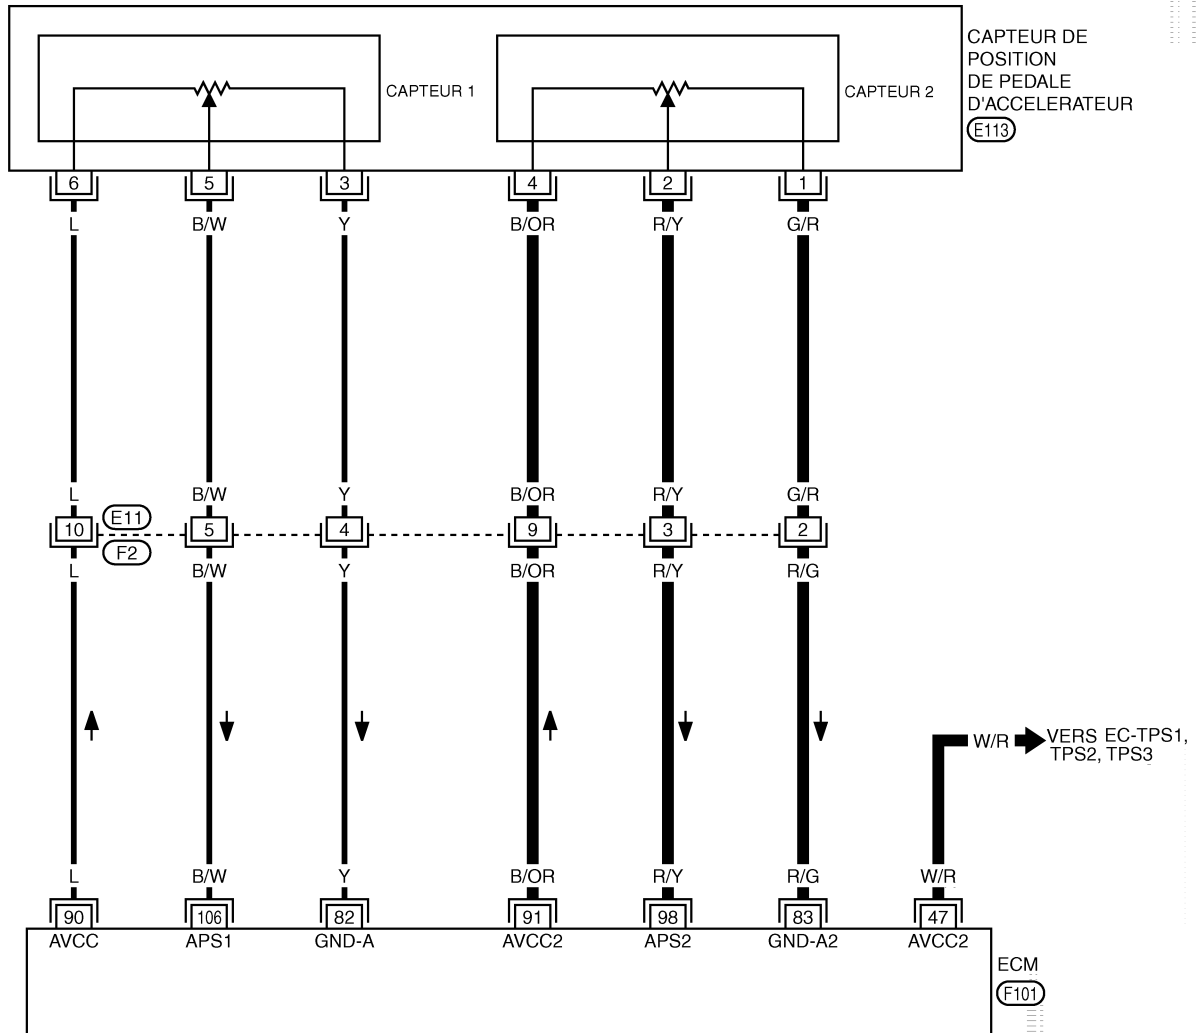 CAPTEUR DE
POSITION
DE PEDALE
D'ACCELERATEUR
E113
CAPTEUR 1
CAPTEUR 2
6 5 3 4 2 1
L B/W Y B/OR R/Y G/R
L B/W Y B/OR R/Y G/R
E11
10 5 4 9 3 2
F2
L B/W Y B/OR R/Y R/G
W/R VERS EC-TPS1,
TPS2, TPS3
L B/W Y B/OR R/Y R/G W/R
90 106 82 91 98 83 47
AVCC APS1 GND-A AVCC2 APS2 GND-A2 AVCC2
ECM
F101